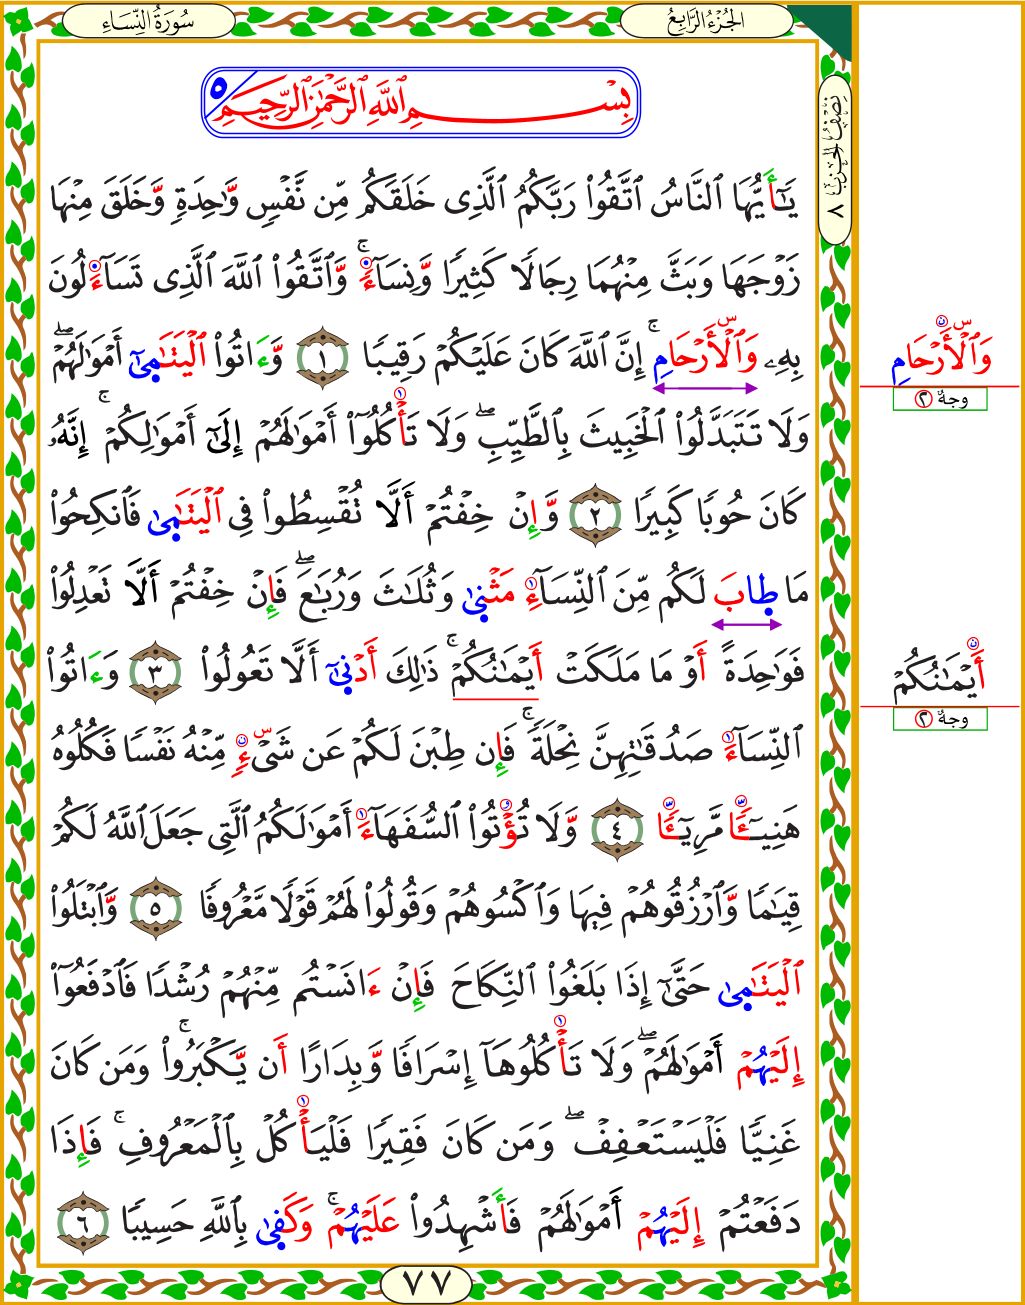 سُورَةُ النِّسَاءِ
الجُزْءُ الرَّابِعُ
نِصْفُ الحِزْبِ ٨
بِسْمِ ٱللَّهِ ٱلرَّحْمَٰنِ ٱلرَّحِيمِ ٥
يَٰٓأَيُّهَا ٱلنَّاسُ ٱتَّقُوا۟ رَبَّكُمُ ٱلَّذِى خَلَقَكُم مِّن نَّفْسٍ وَّٰحِدَةٍ وَّخَلَقَ مِنْهَا
زَوْجَهَا وَبَثَّ مِنْهُمَا رِجَالًا كَثِيرًا وَّنِسَآءً ۚ وَّٱتَّقُوا۟ ٱللَّهَ ٱلَّذِى تَسَآءَلُونَ
بِهِۦ وَٱلْأَرْحَامِ ۚ إِنَّ ٱللَّهَ كَانَ عَلَيْكُمْ رَقِيبًا ١ وَّءَاتُوا۟ ٱلْيَتَٰمَىٰٓ أَمْوَٰلَهُمْ ۖ
وَلَا تَتَبَدَّلُوا۟ ٱلْخَبِيثَ بِٱلطَّيِّبِ ۖ وَلَا تَأْكُلُوٓا۟ أَمْوَٰلَهُمْ إِلَىٰٓ أَمْوَٰلِكُمْ ۚ إِنَّهُۥ
كَانَ حُوبًا كَبِيرًا ٢ وَّإِنْ خِفْتُمْ أَلَّا تُقْسِطُوا۟ فِى ٱلْيَتَٰمَىٰ فَٱنكِحُوا۟
مَا طَابَ لَكُم مِّنَ ٱلنِّسَآءِ مَثْنَىٰ وَثُلَٰثَ وَرُبَٰعَ ۖ فَإِنْ خِفْتُمْ أَلَّا تَعْدِلُوا۟
فَوَٰحِدَةً أَوْ مَا مَلَكَتْ أَيْمَٰنُكُمْ ۚ ذَٰلِكَ أَدْنَىٰٓ أَلَّا تَعُولُوا۟ ٣ وَءَاتُوا۟
ٱلنِّسَآءَ صَدُقَٰتِهِنَّ نِحْلَةً ۚ فَإِن طِبْنَ لَكُمْ عَن شَىْءٍ مِّنْهُ نَفْسًا فَكُلُوهُ
هَنِيٓـًٔا مَّرِيٓـًٔا ٤ وَّلَا تُؤْتُوا۟ ٱلسُّفَهَآءَ أَمْوَٰلَكُمُ ٱلَّتِى جَعَلَ ٱللَّهُ لَكُمْ
قِيَٰمًا وَّٱرْزُقُوهُمْ فِيهَا وَٱكْسُوهُمْ وَقُولُوا۟ لَهُمْ قَوْلًا مَّعْرُوفًا ٥ وَّٱبْتَلُوا۟
ٱلْيَتَٰمَىٰ حَتَّىٰٓ إِذَا بَلَغُوا۟ ٱلنِّكَاحَ فَإِنْ ءَانَسْتُم مِّنْهُمْ رُشْدًا فَٱدْفَعُوٓا۟
إِلَيْهُمْ أَمْوَٰلَهُمْ ۖ وَلَا تَأْكُلُوهَآ إِسْرَافًا وَّبِدَارًا أَن يَّكْبَرُوا۟ ۚ وَمَن كَانَ
غَنِيًّا فَلْيَسْتَعْفِفْ ۖ وَمَن كَانَ فَقِيرًا فَلْيَأْكُلْ بِٱلْمَعْرُوفِ ۚ فَإِذَا
دَفَعْتُمْ إِلَيْهُمْ أَمْوَٰلَهُمْ فَأَشْهِدُوا۟ عَلَيْهُمْ ۚ وَكَفَىٰ بِٱللَّهِ حَسِيبًا ٦
وَٱلْأَرْحَامِ
وجهٌ ٢
أَيْمَٰنُكُمْ
وجهٌ ٢
٧٧